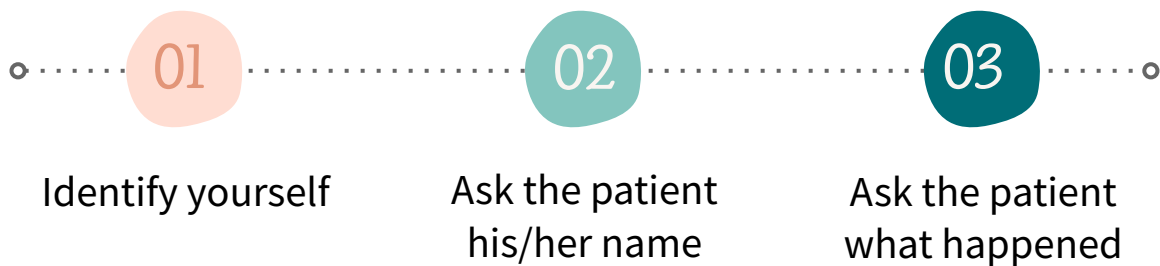 01
02
03
Identify yourself
Ask the patient
his/her name
Ask the patient
what happened